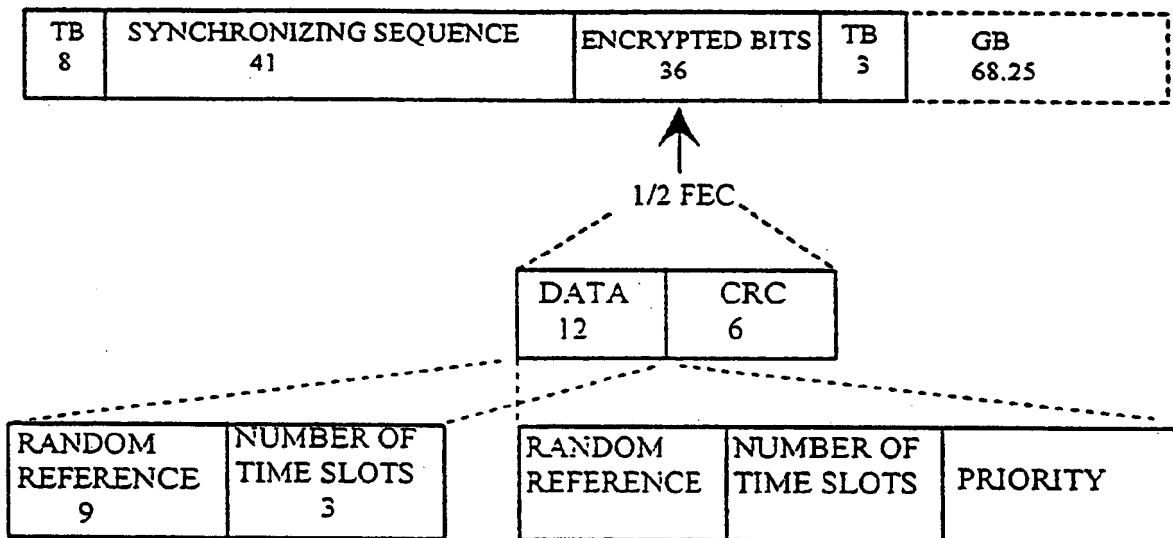 TB
8
SYNCHRONIZING SEQUENCE
41
ENCRYPTED BITS
36
TB
3
GB
68.25
1/2 FEC
DATA
12
CRC
6
RANDOM
REFERENCE
9
NUMBER OF
TIME SLOTS
3
RANDOM
REFERENCE
NUMBER OF
TIME SLOTS
PRIORITY